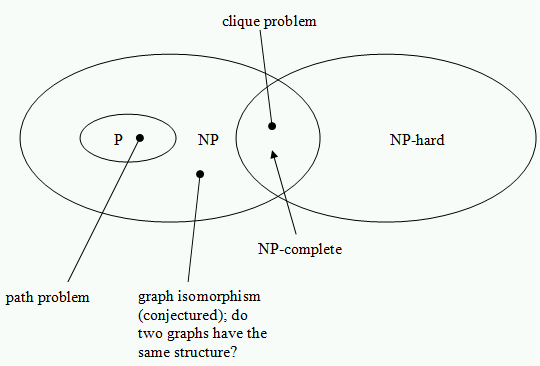 clique problem
P
NP
NP-hard
NP-complete
path problem
graph isomorphism
(conjectured); do
two graphs have the
same structure?